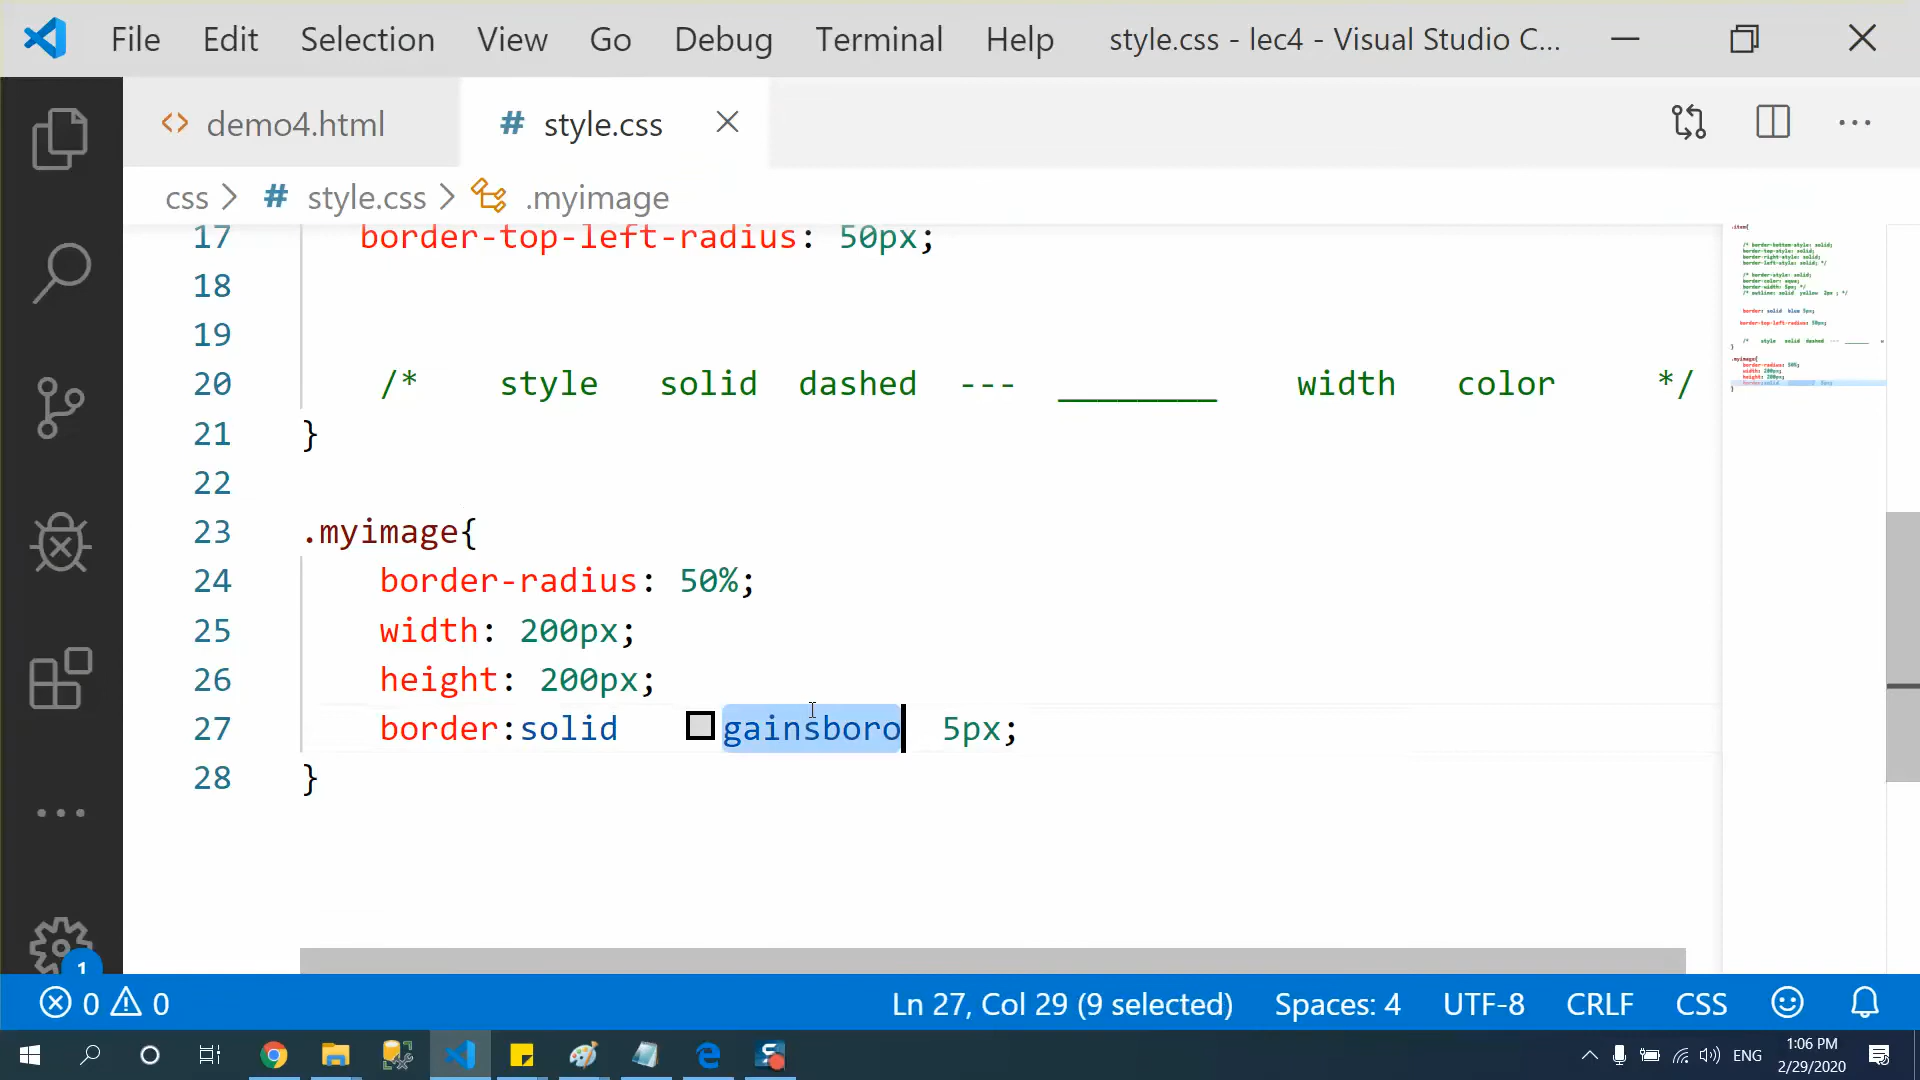 File Edit Selection View Go Debug Terminal Help style.css - lec4 - Visual Studio C...
demo4.html # style.css
css > # style.css > .myimage
17 border-top-left-radius: 50px;
18
19
20 /* style solid dashed --- ________ width color */
21 }
22
23 .myimage{
24 border-radius: 50%;
25 width: 200px;
26 height: 200px;
27 border:solid gainsboro 5px;
28 }
1
0 0 Ln 27, Col 29 (9 selected) Spaces: 4 UTF-8 CRLF CSS
ENG 1:06 PM
2/29/2020